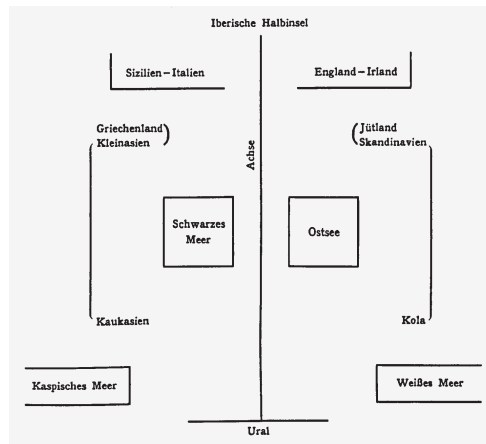 Iberische Halbinsel
Sizilien–Italien
England–Irland
Griechenland
Kleinasien
Jütland
Skandinavien
Achse
Schwarzes
Meer
Ostsee
Kaukasien
Kola
Kaspisches Meer
Weißes Meer
Ural